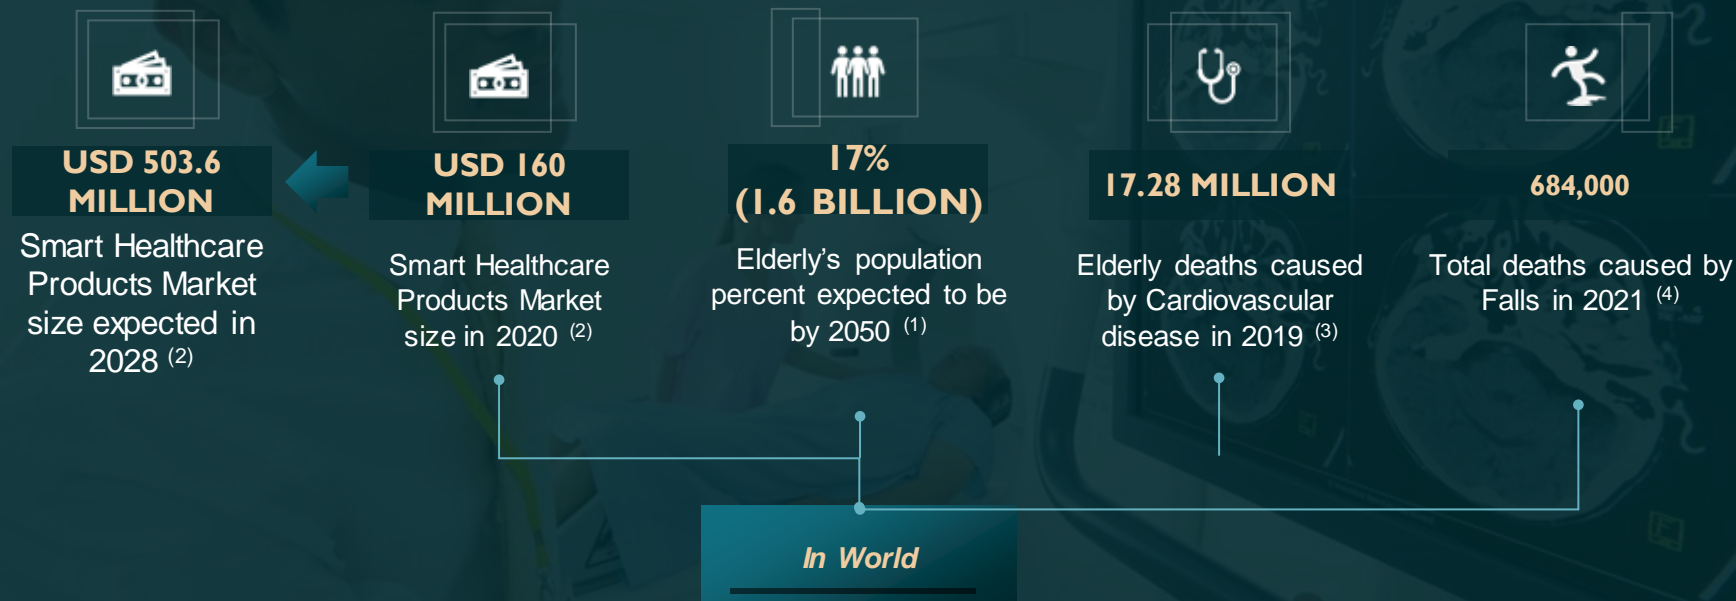 USD 503.6
MILLION
Smart Healthcare
Products Market
size expected in
2028 (2)
USD 160
MILLION
Smart Healthcare
Products Market
size in 2020 (2)
17%
(1.6 BILLION)
Elderly's population
percent expected to be
by 2050 (1)
17.28 MILLION
Elderly deaths caused
by Cardiovascular
disease in 2019 (3)
684,000
Total deaths caused by
Falls in 2021 (4)
In World